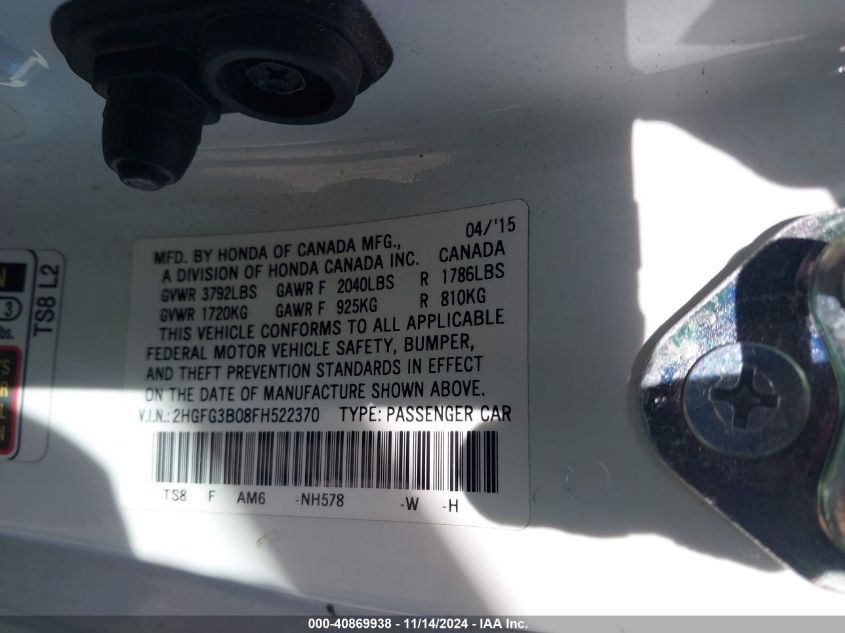 04/'15
MFD. BY HONDA OF CANADA MFG., CANADA
A DIVISION OF HONDA CANADA INC.
GVWR 3792LBS GAWR F 2040LBS R 1786LBS
GVWR 1720KG GAWR F 925KG R 810KG
THIS VEHICLE CONFORMS TO ALL APPLICABLE
FEDERAL MOTOR VEHICLE SAFETY, BUMPER,
AND THEFT PREVENTION STANDARDS IN EFFECT
ON THE DATE OF MANUFACTURE SHOWN ABOVE.
V.I.N.: 2HGFG3B08FH522370 TYPE: PASSENGER CAR
TS8 F AM6 -NH578 -W -H
TS8 L2
N
3
bs.
S
R
L
N
000-40869938 - 11/14/2024 - IAA Inc.